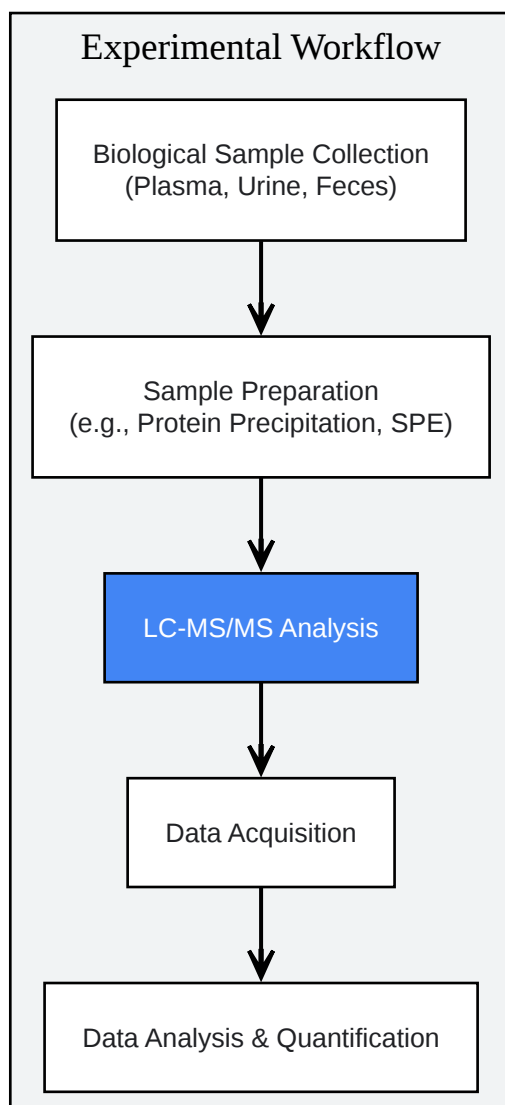 Experimental Workflow
Biological Sample Collection
(Plasma, Urine, Feces)
Sample Preparation
(e.g., Protein Precipitation, SPE)
LC-MS/MS Analysis
Data Acquisition
Data Analysis & Quantification